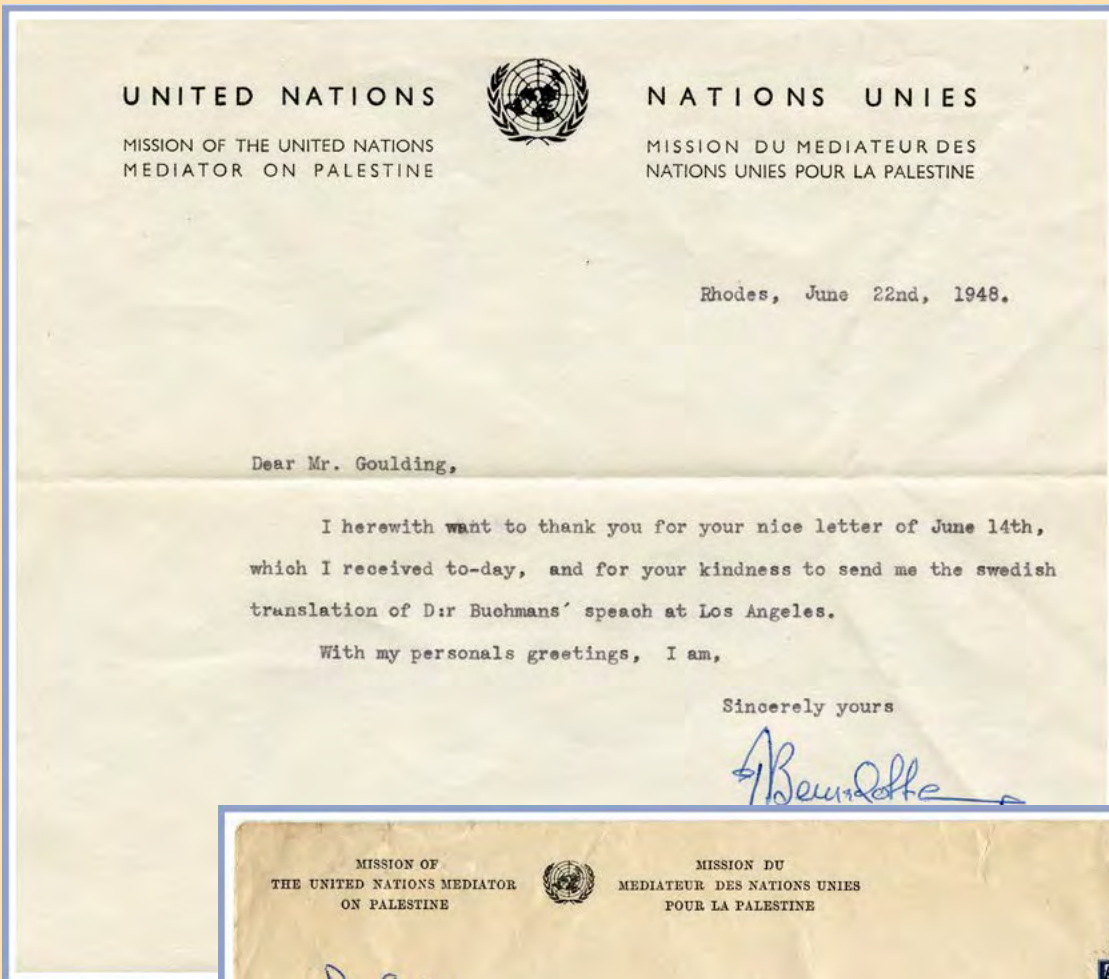 UNITED NATIONS
MISSION OF THE UNITED NATIONS
MEDIATOR ON PALESTINE
NATIONS UNIES
MISSION DU MEDIATEUR DES
NATIONS UNIES POUR LA PALESTINE
Rhodes, June 22nd, 1948.
Dear Mr. Goulding,
I herewith want to thank you for your nice letter of June 14th,
which I received to-day, and for your kindness to send me the swedish
translation of D:r Buchmans´ speach at Los Angeles.
With my personals greetings, I am,
Sincerely yours
Bernadotte
MISSION OF
THE UNITED NATIONS MEDIATOR
ON PALESTINE
MISSION DU
MEDIATEUR DES NATIONS UNIES
POUR LA PALESTINE